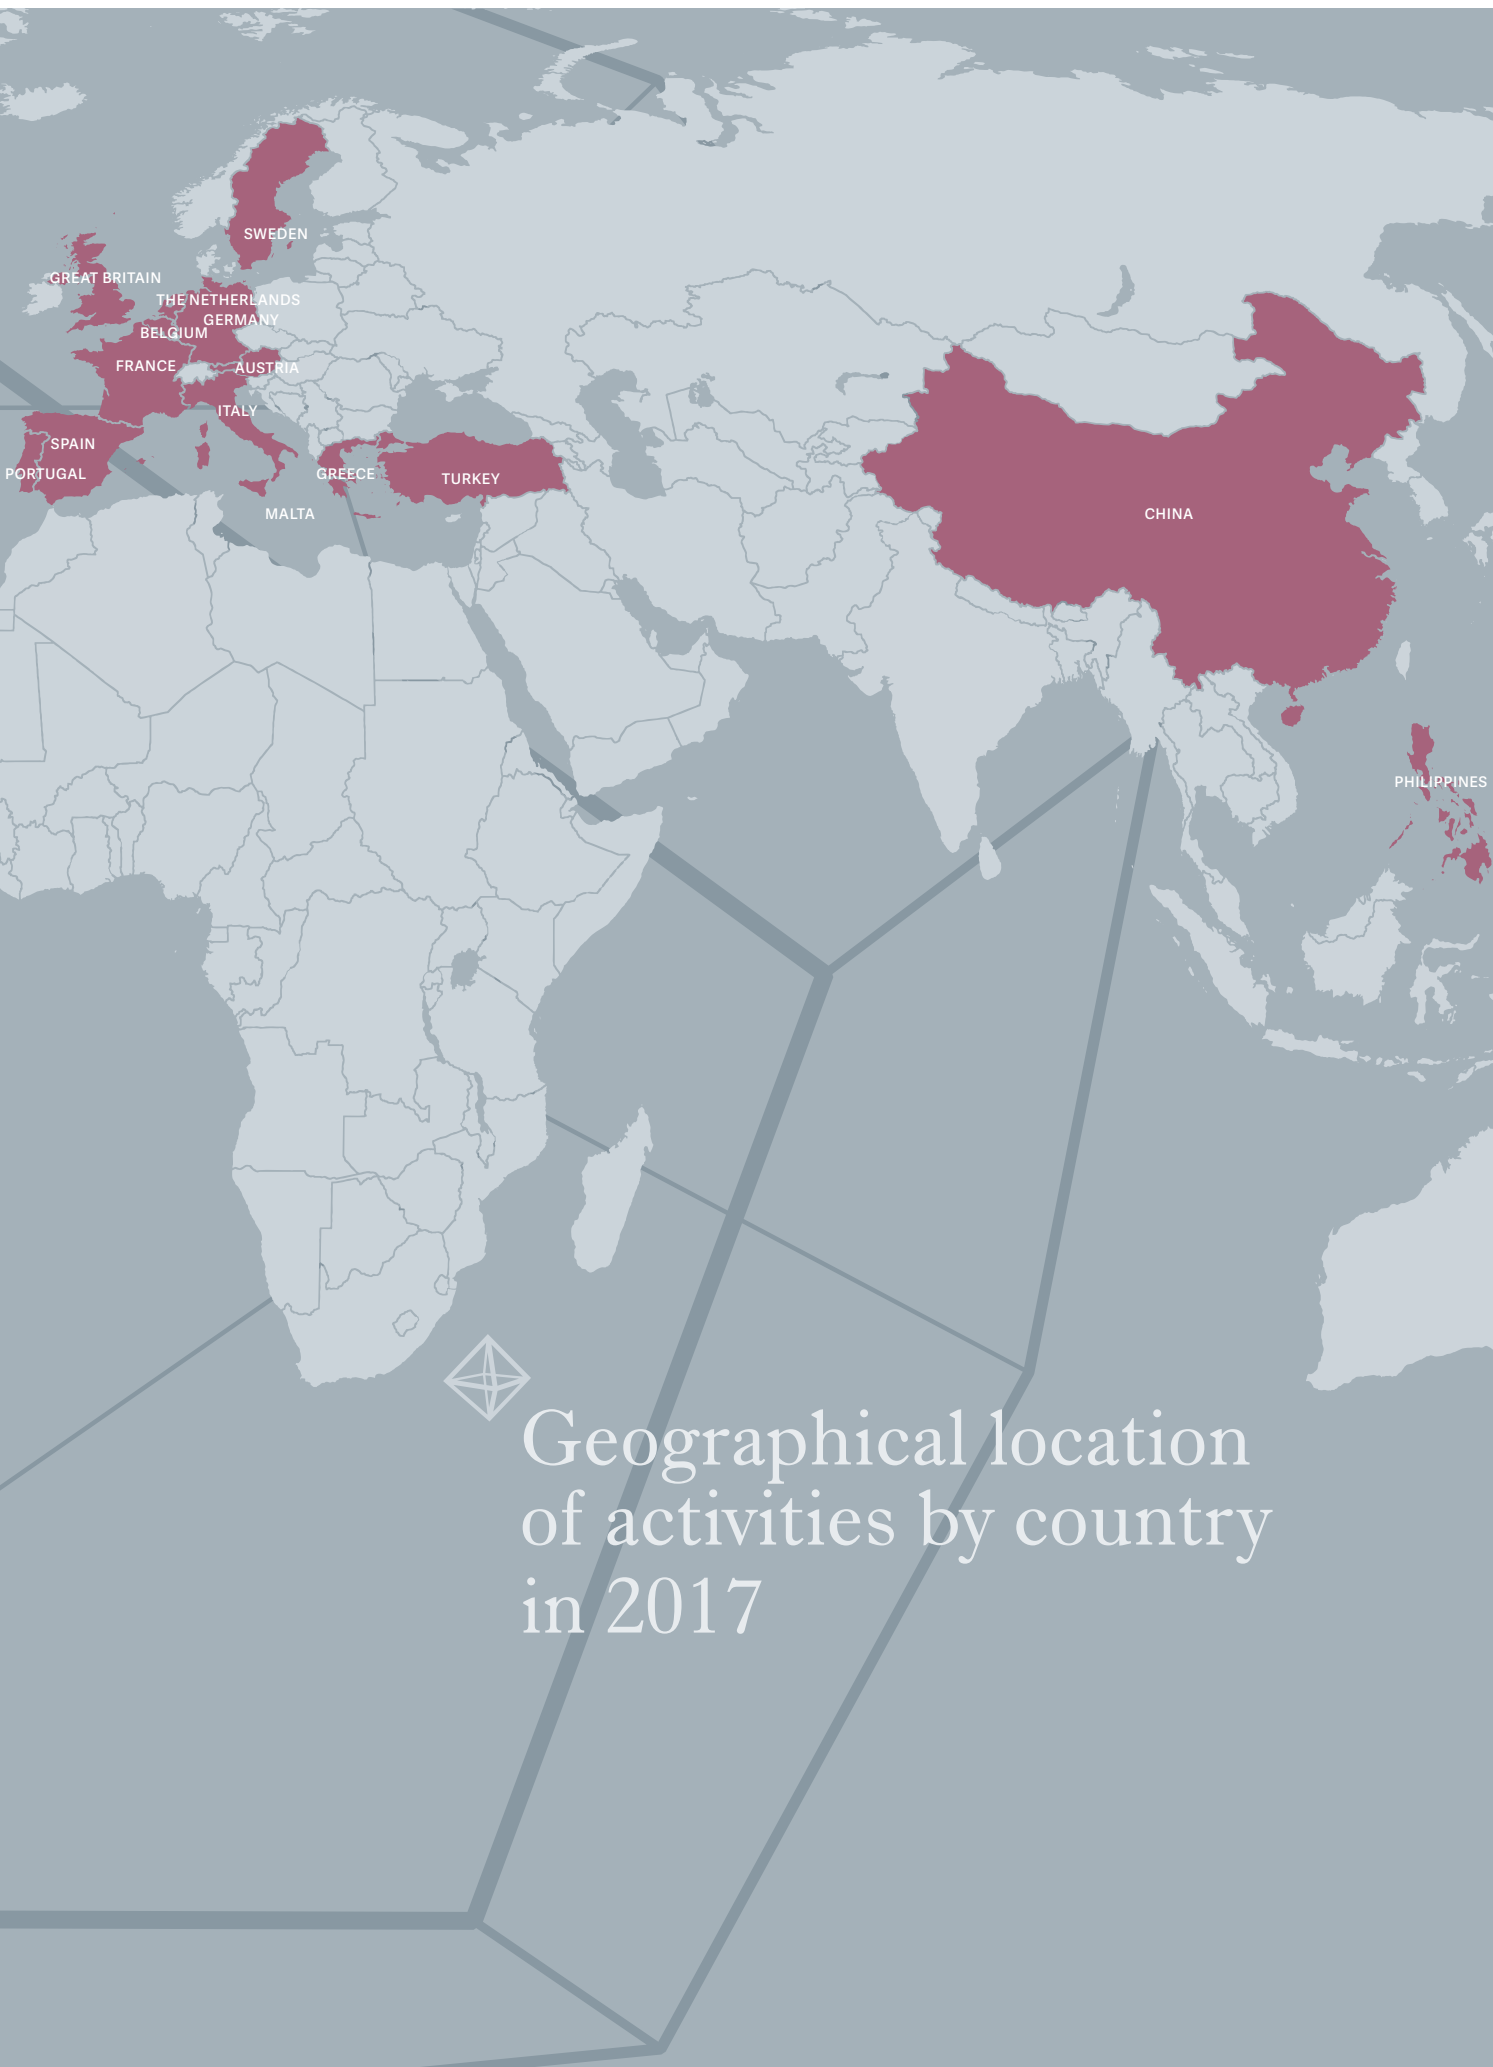 SWEDEN
GREAT BRITAIN
THE NETHERLANDS
GERMANY
BELGIUM
FRANCE
AUSTRIA
ITALY
SPAIN
PORTUGAL
GREECE
TURKEY
MALTA
CHINA
PHILIPPINES
Geographical location
of activities by country
in 2017